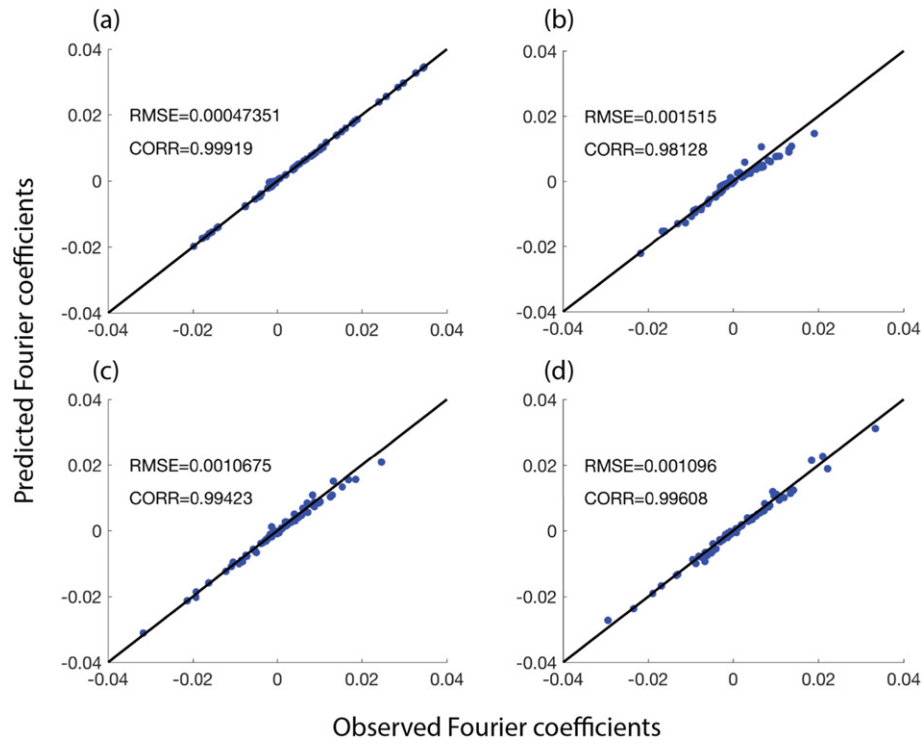 (a)
0.04
0.02
0
-0.02
-0.04
RMSE=0.00047351
CORR=0.99919
-0.04
-0.02
0
0.02
0.04
(b)
0.04
0.02
0
-0.02
-0.04
RMSE=0.001515
CORR=0.98128
-0.04
-0.02
0
0.02
0.04
Predicted Fourier coefficients
(c)
0.04
0.02
0
-0.02
-0.04
RMSE=0.0010675
CORR=0.99423
-0.04
-0.02
0
0.02
0.04
(d)
0.04
0.02
0
-0.02
-0.04
RMSE=0.001096
CORR=0.99608
-0.04
-0.02
0
0.02
0.04
Observed Fourier coefficients